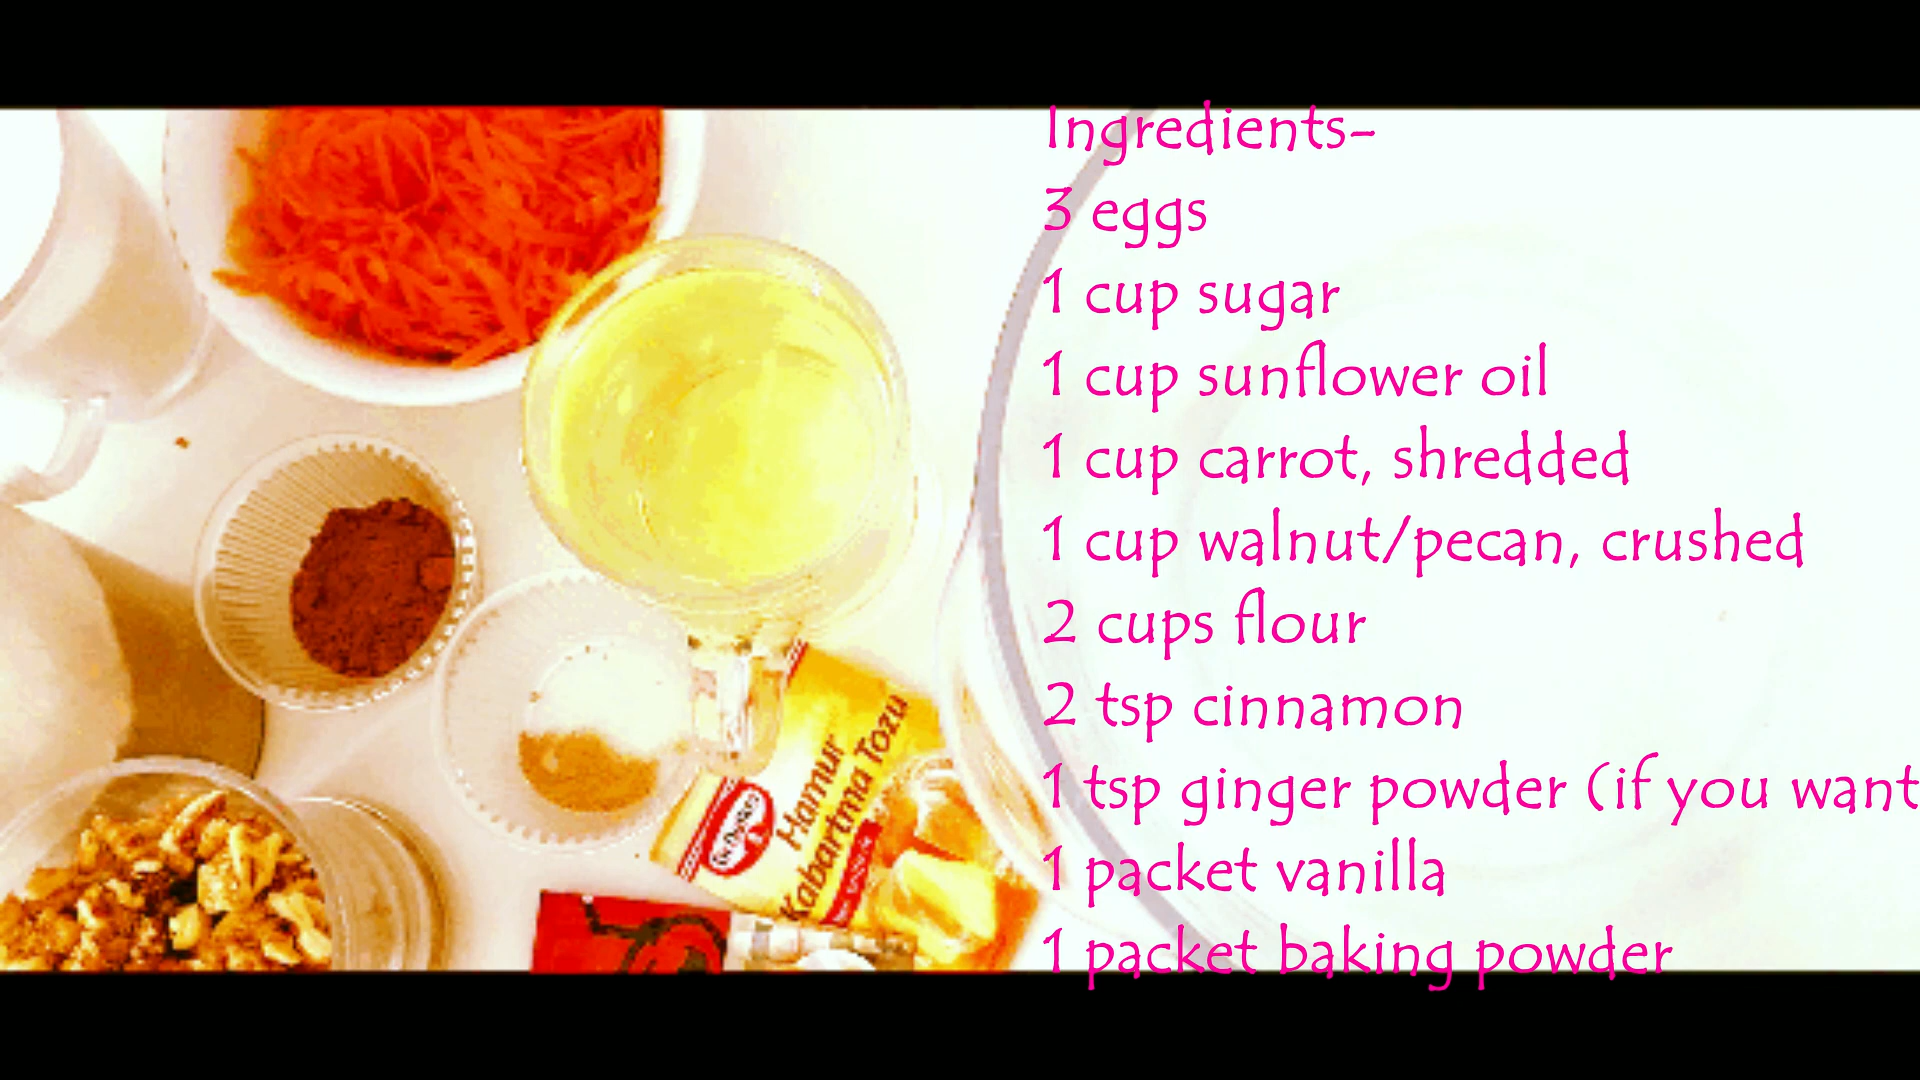 Ingredients-
3 eggs
1 cup sugar
1 cup sunflower oil
1 cup carrot, shredded
1 cup walnut/pecan, crushed
2 cups flour
2 tsp cinnamon
1 tsp ginger powder (if you want
1 packet vanilla
1 packet baking powder
Dr. Oetker
Hamur
Kabartma Tozu